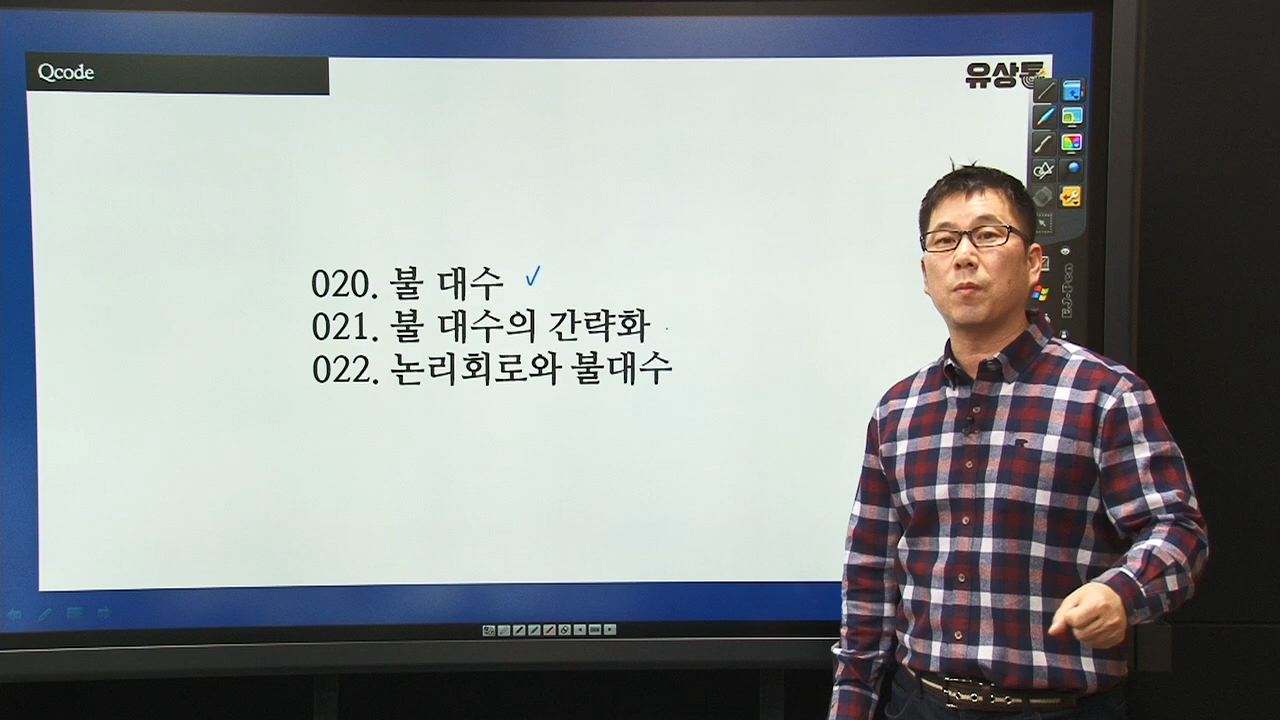 Qcode
유상통
020. 불 대수
021. 불 대수의 간략화
022. 논리회로와 불대수